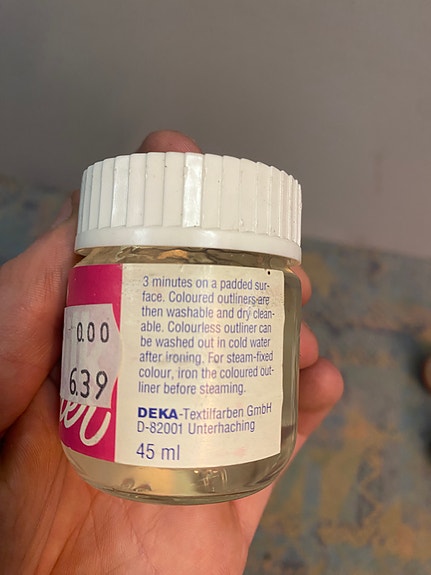 3 minutes on a padded sur-
face. Coloured outliners are
then washable and dry clean-
able. Colourless outliner can
be washed out in cold water
after ironing. For steam-fixed
colour, iron the coloured out-
liner before steaming.
DEKA-Textilfarben GmbH
D-82001 Unterhaching
45 ml
0.00
6.39